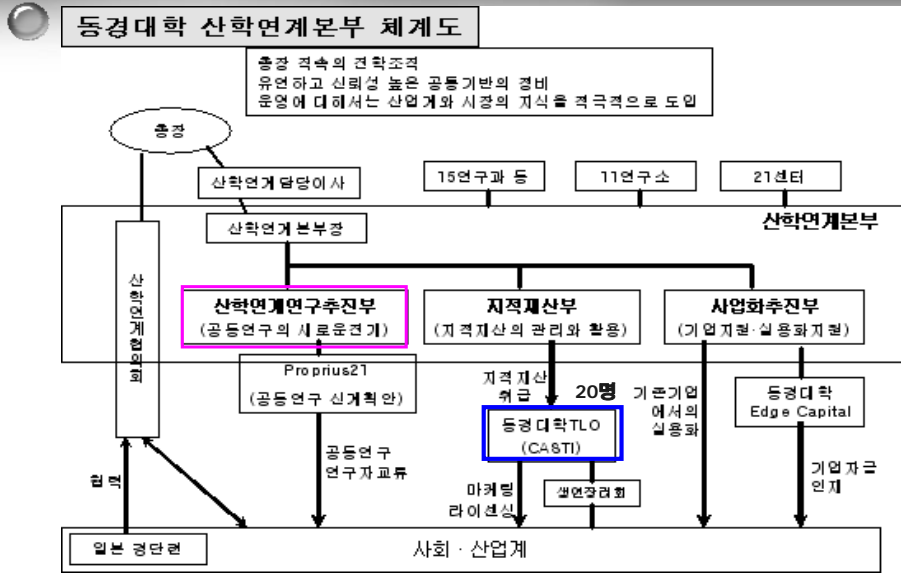 동경대학 산학연계본부 체계도
총장 직속의 전학조직
유연하고 신뢰성 높은 공통기반의 정비
운영에 대해서는 산업계와 시장의 지식을 적극적으로 도입
총장
산학연계담당이사
15연구과 등
11연구소
21센터
산학연계본부
산학연계본부장
산학연계협의회
산학연계연구추진부
(공동연구의 새로운전개)
지적재산부
(지적재산의 관리와 활용)
사업화추진부
(기업지원·실용화지원)
Proprius21
(공동연구 신계획안)
지적재산
취급
20명
기존기업
에서의
실용화
동경대학
Edge Capital
동경대학TLO
(CASTI)
공동연구
연구자교류
협력
마케팅
라이센싱
기업자금
인재
일본 경단련
사회 · 산업계